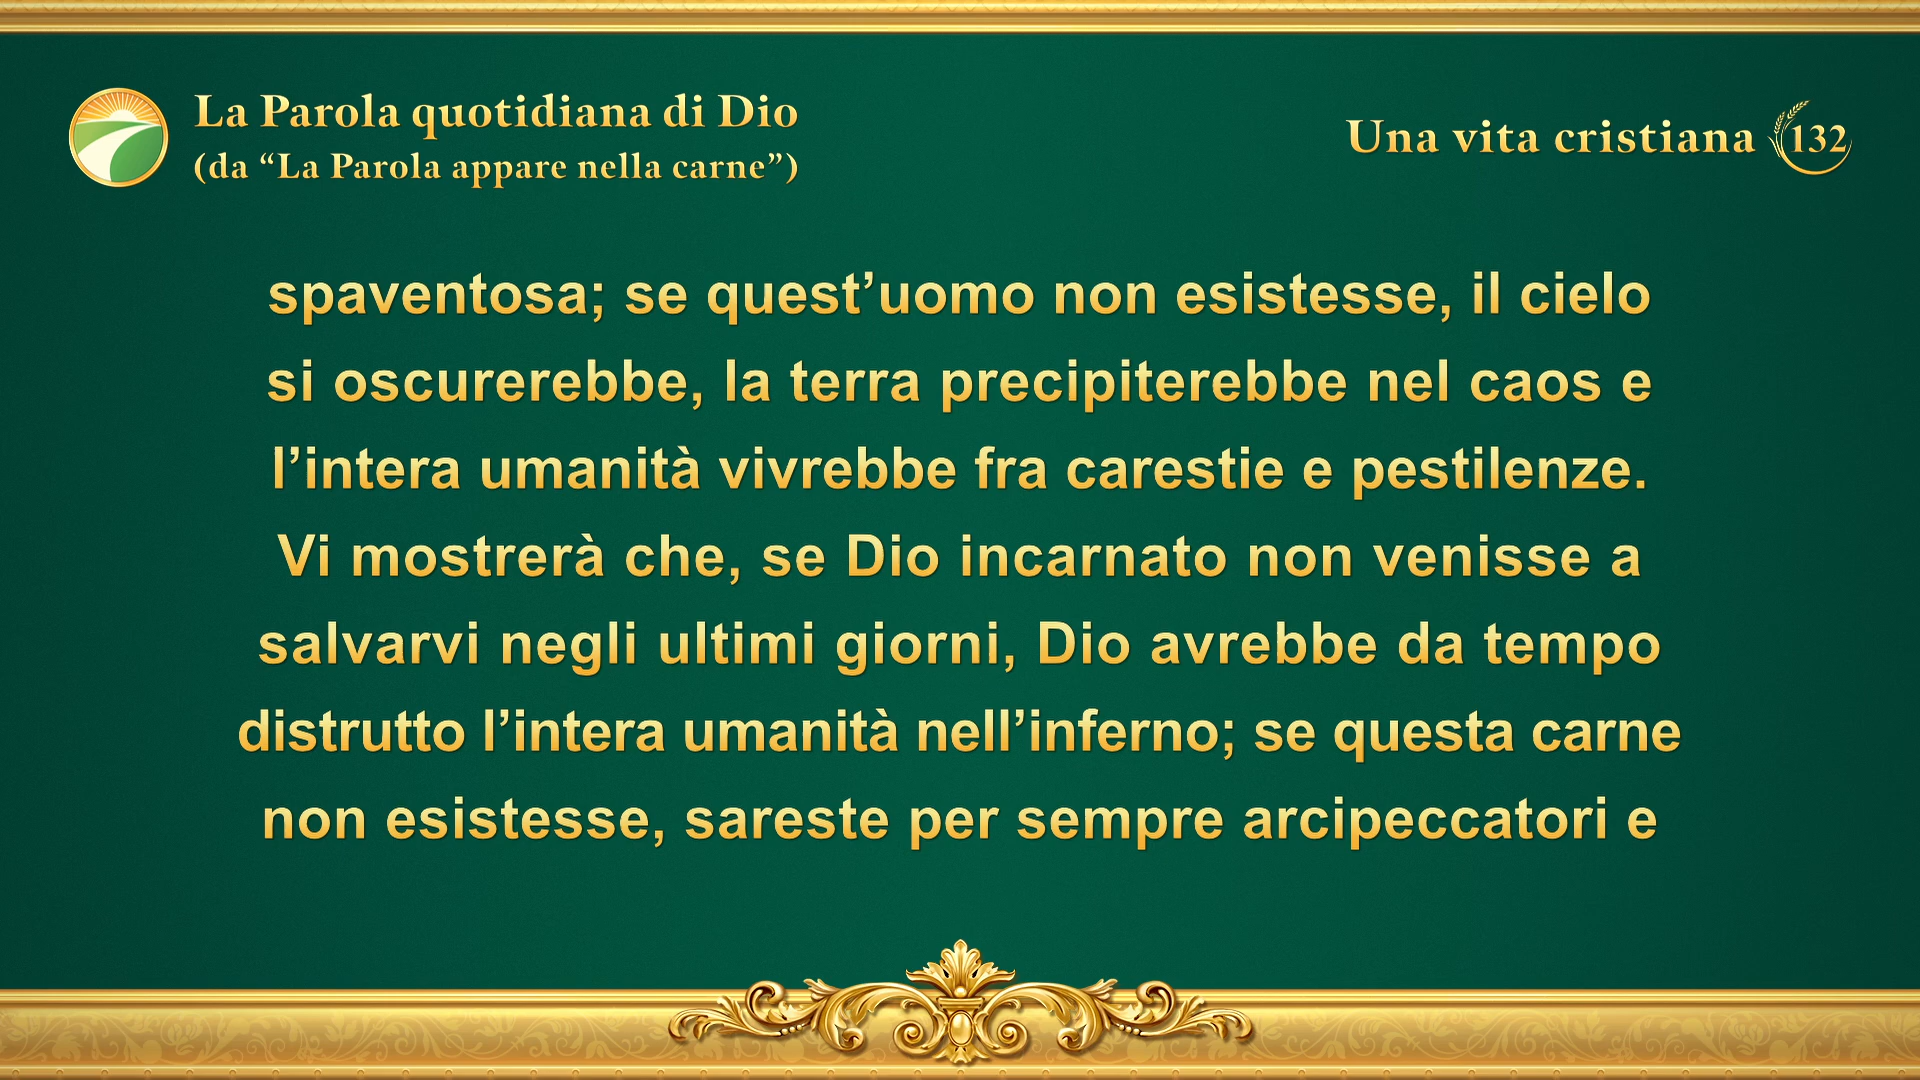 La Parola quotidiana di Dio
(da “La Parola appare nella carne”)
Una vita cristiana 132
spaventosa; se quest’uomo non esistesse, il cielo
si oscurerebbe, la terra precipiterebbe nel caos e
l’intera umanità vivrebbe fra carestie e pestilenze.
Vi mostrerà che, se Dio incarnato non venisse a
salvarvi negli ultimi giorni, Dio avrebbe da tempo
distrutto l’intera umanità nell’inferno; se questa carne
non esistesse, sareste per sempre arcipeccatori e